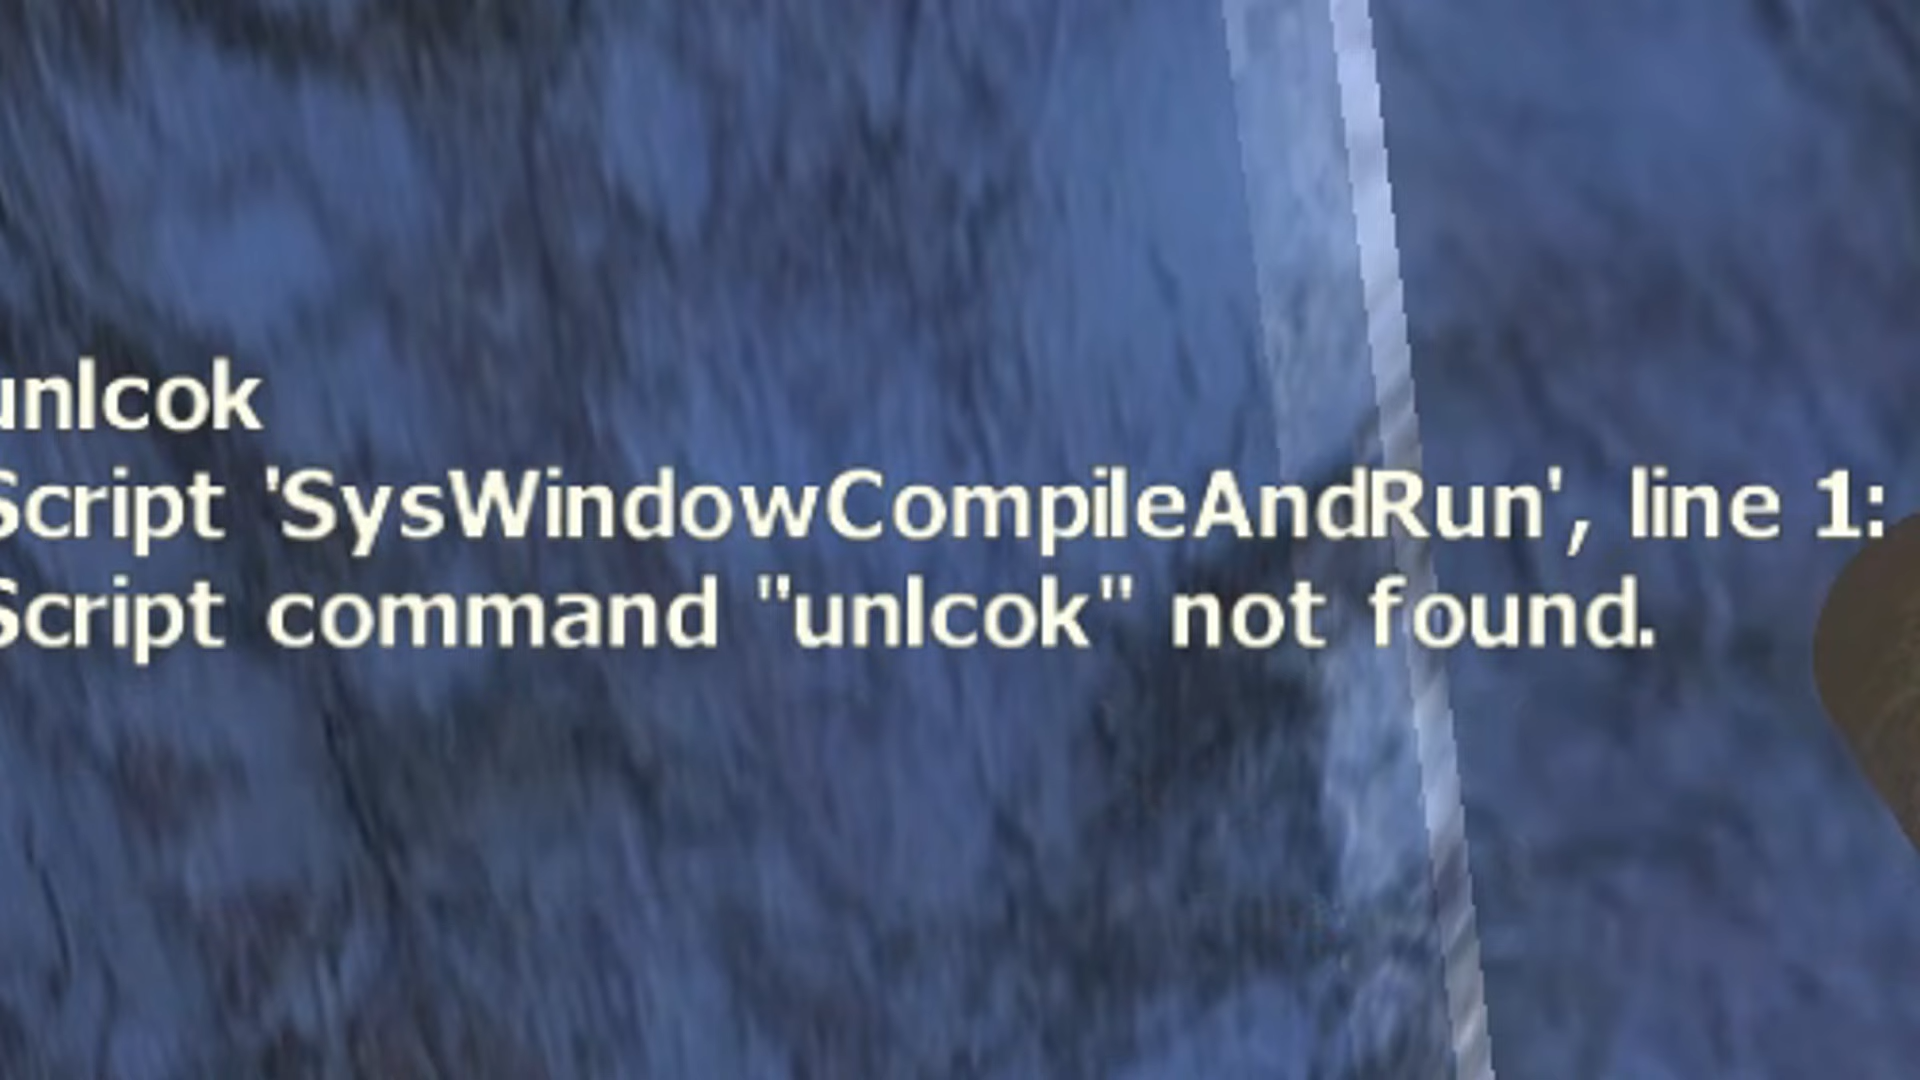 unlcok
Script 'SysWindowCompileAndRun', line 1:
Script command "unlcok" not found.